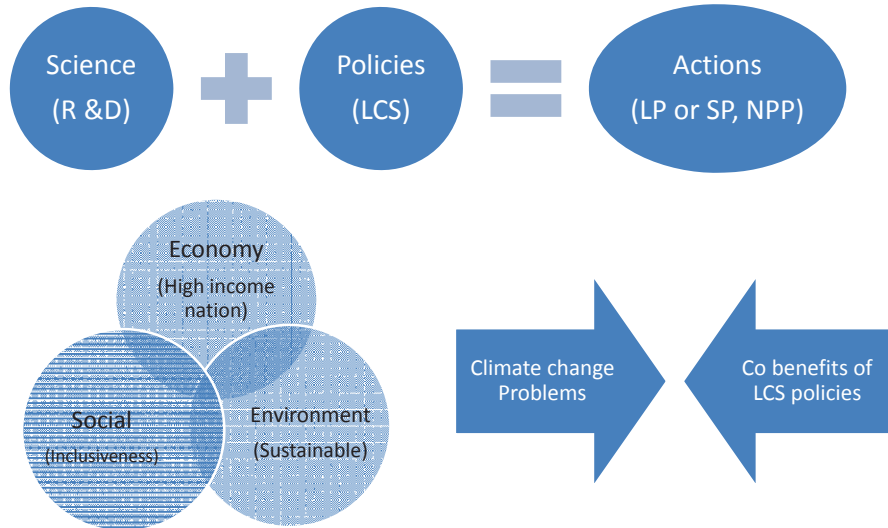 Science
(R &D)
Policies
(LCS)
Actions
(LP or SP, NPP)
Economy
(High income
nation)
Social
(Inclusiveness)
Environment
(Sustainable)
Climate change
Problems
Co benefits of
LCS policies